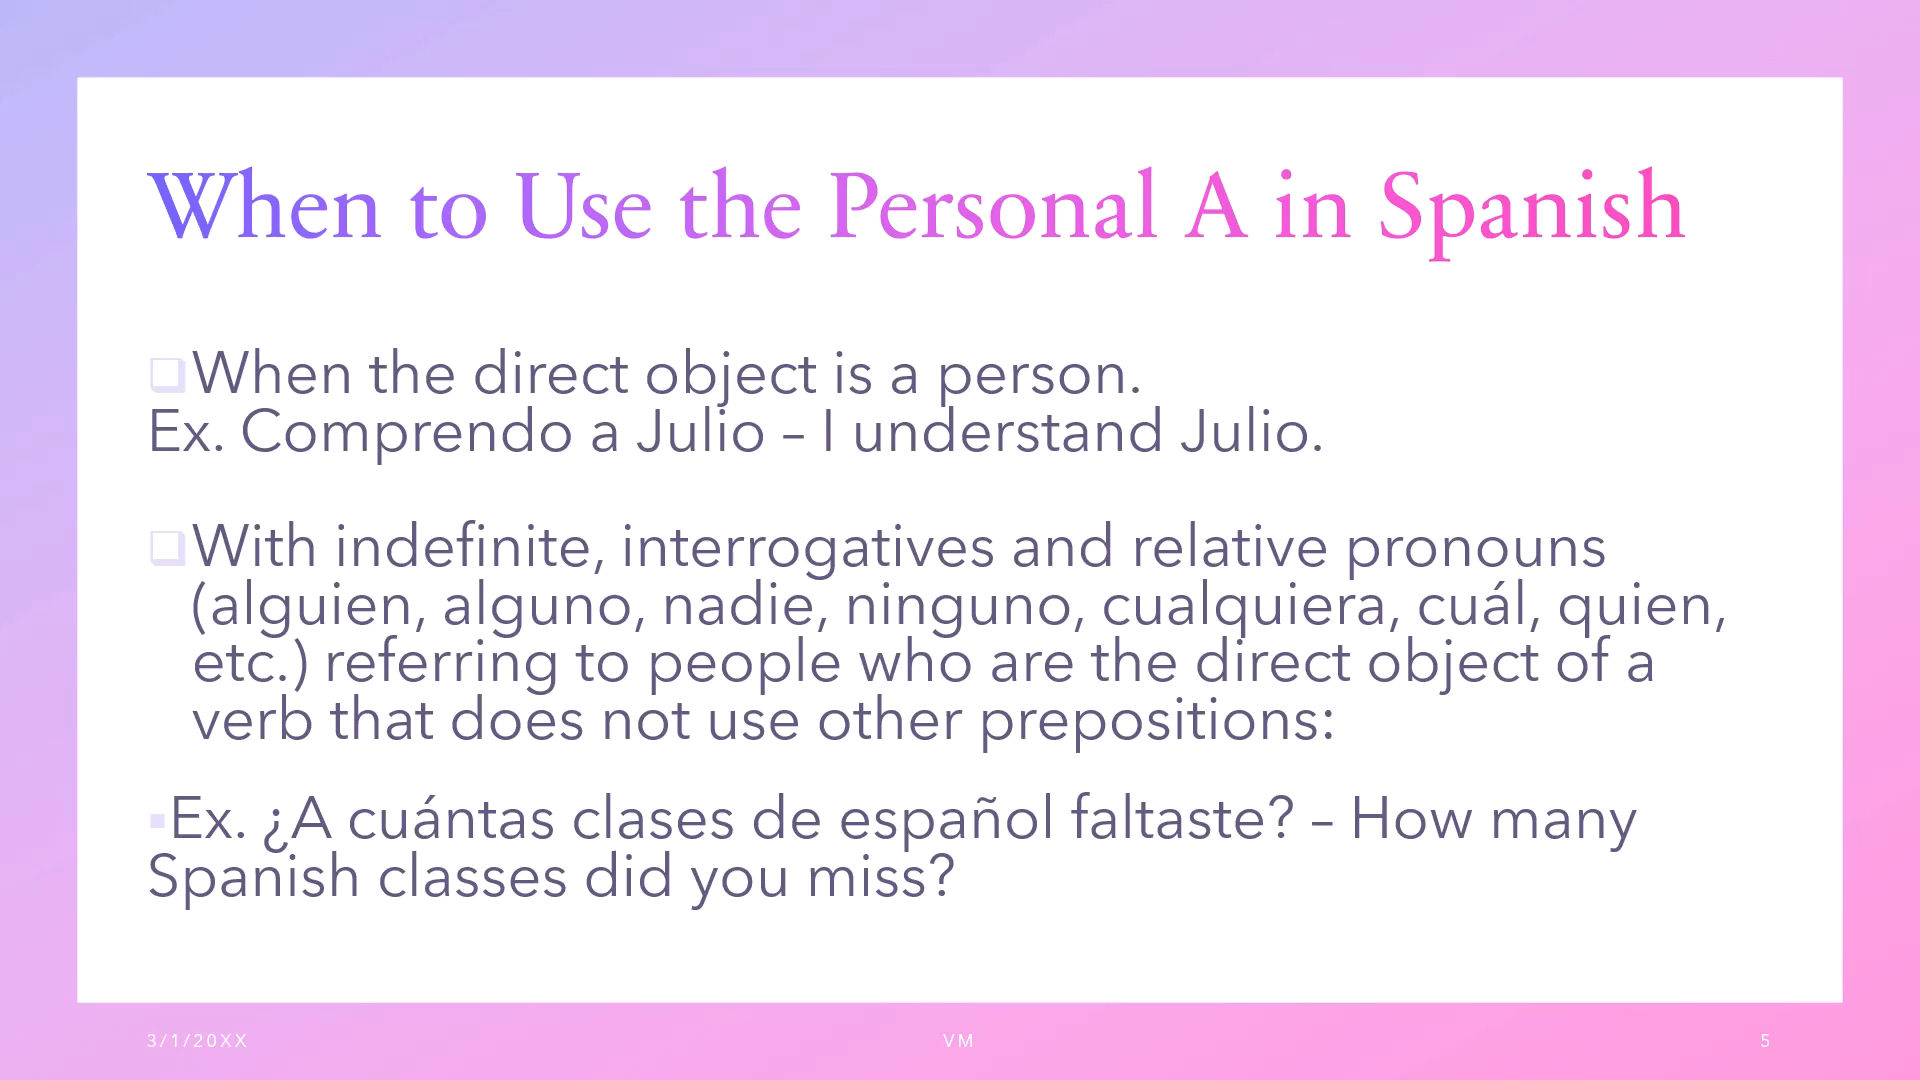 When to Use the Personal A in Spanish
❑When the direct object is a person.
Ex. Comprendo a Julio – I understand Julio.
❑With indefinite, interrogatives and relative pronouns
(alguien, alguno, nadie, ninguno, cualquiera, cuál, quien,
etc.) referring to people who are the direct object of a
verb that does not use other prepositions:
▪Ex. ¿A cuántas clases de español faltaste? – How many
Spanish classes did you miss?
3/1/20XX
VM
5